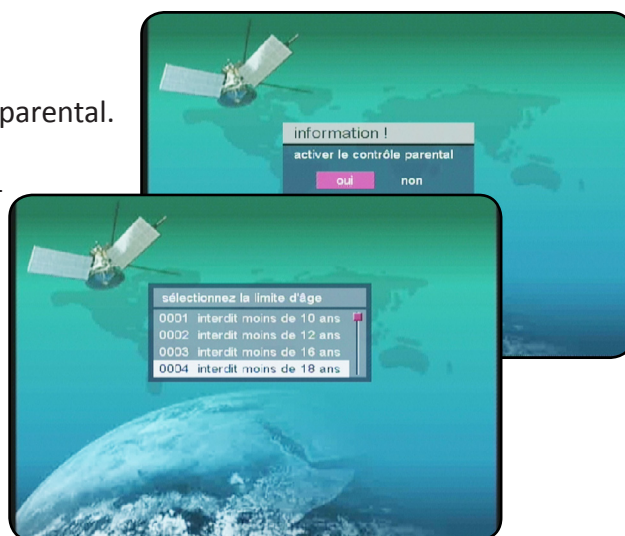 parental.
information !
activer le contrôle parental
oui non
sélectionnez la limite d'âge
0001 interdit moins de 10 ans
0002 interdit moins de 12 ans
0003 interdit moins de 16 ans
0004 interdit moins de 18 ans